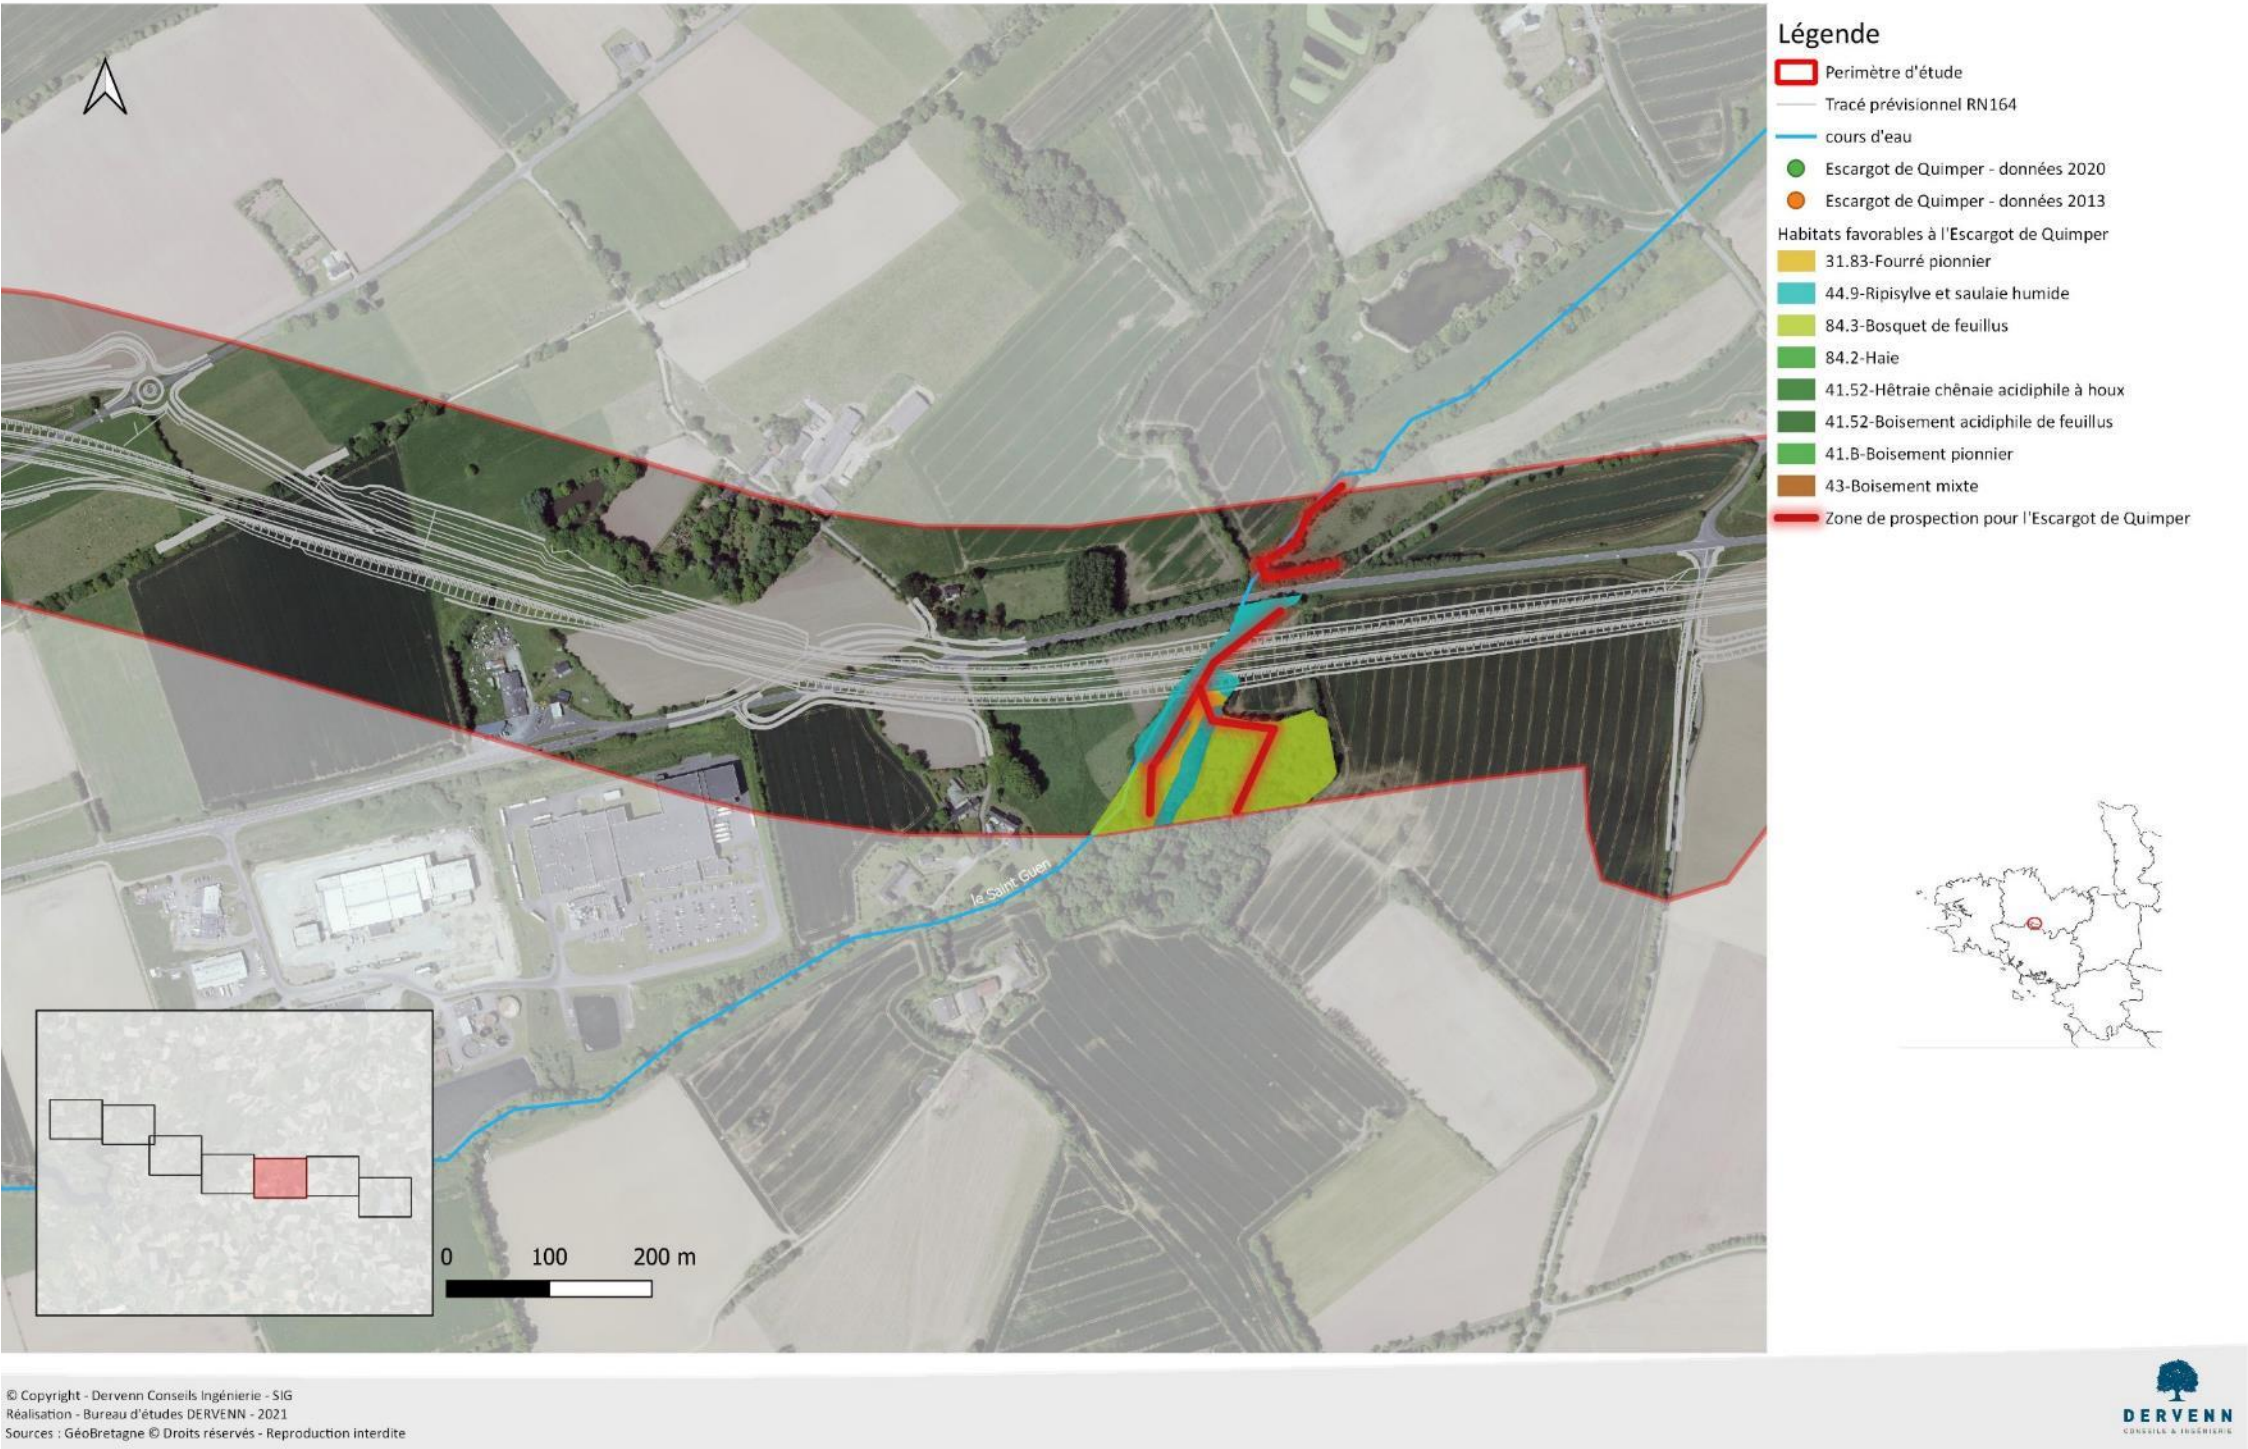 Légende
Perimètre d'étude
Tracé prévisionnel RN164
cours d'eau
Escargot de Quimper - données 2020
Escargot de Quimper - données 2013
Habitats favorables à l'Escargot de Quimper
31.83-Fourré pionnier
44.9-Ripisylve et saulaie humide
84.3-Bosquet de feuillus
84.2-Haie
41.52-Hêtraie chênaie acidiphile à houx
41.52-Boisement acidiphile de feuillus
41.B-Boisement pionnier
43-Boisement mixte
Zone de prospection pour l'Escargot de Quimper
le Saint Guen
0 100 200 m
© Copyright - Dervenn Conseils Ingénierie - SIG
Réalisation - Bureau d'études DERVENN - 2021
Sources : GéoBretagne © Droits réservés - Reproduction interdite
DERVENN
CONSEILS & INGÉNIERIE